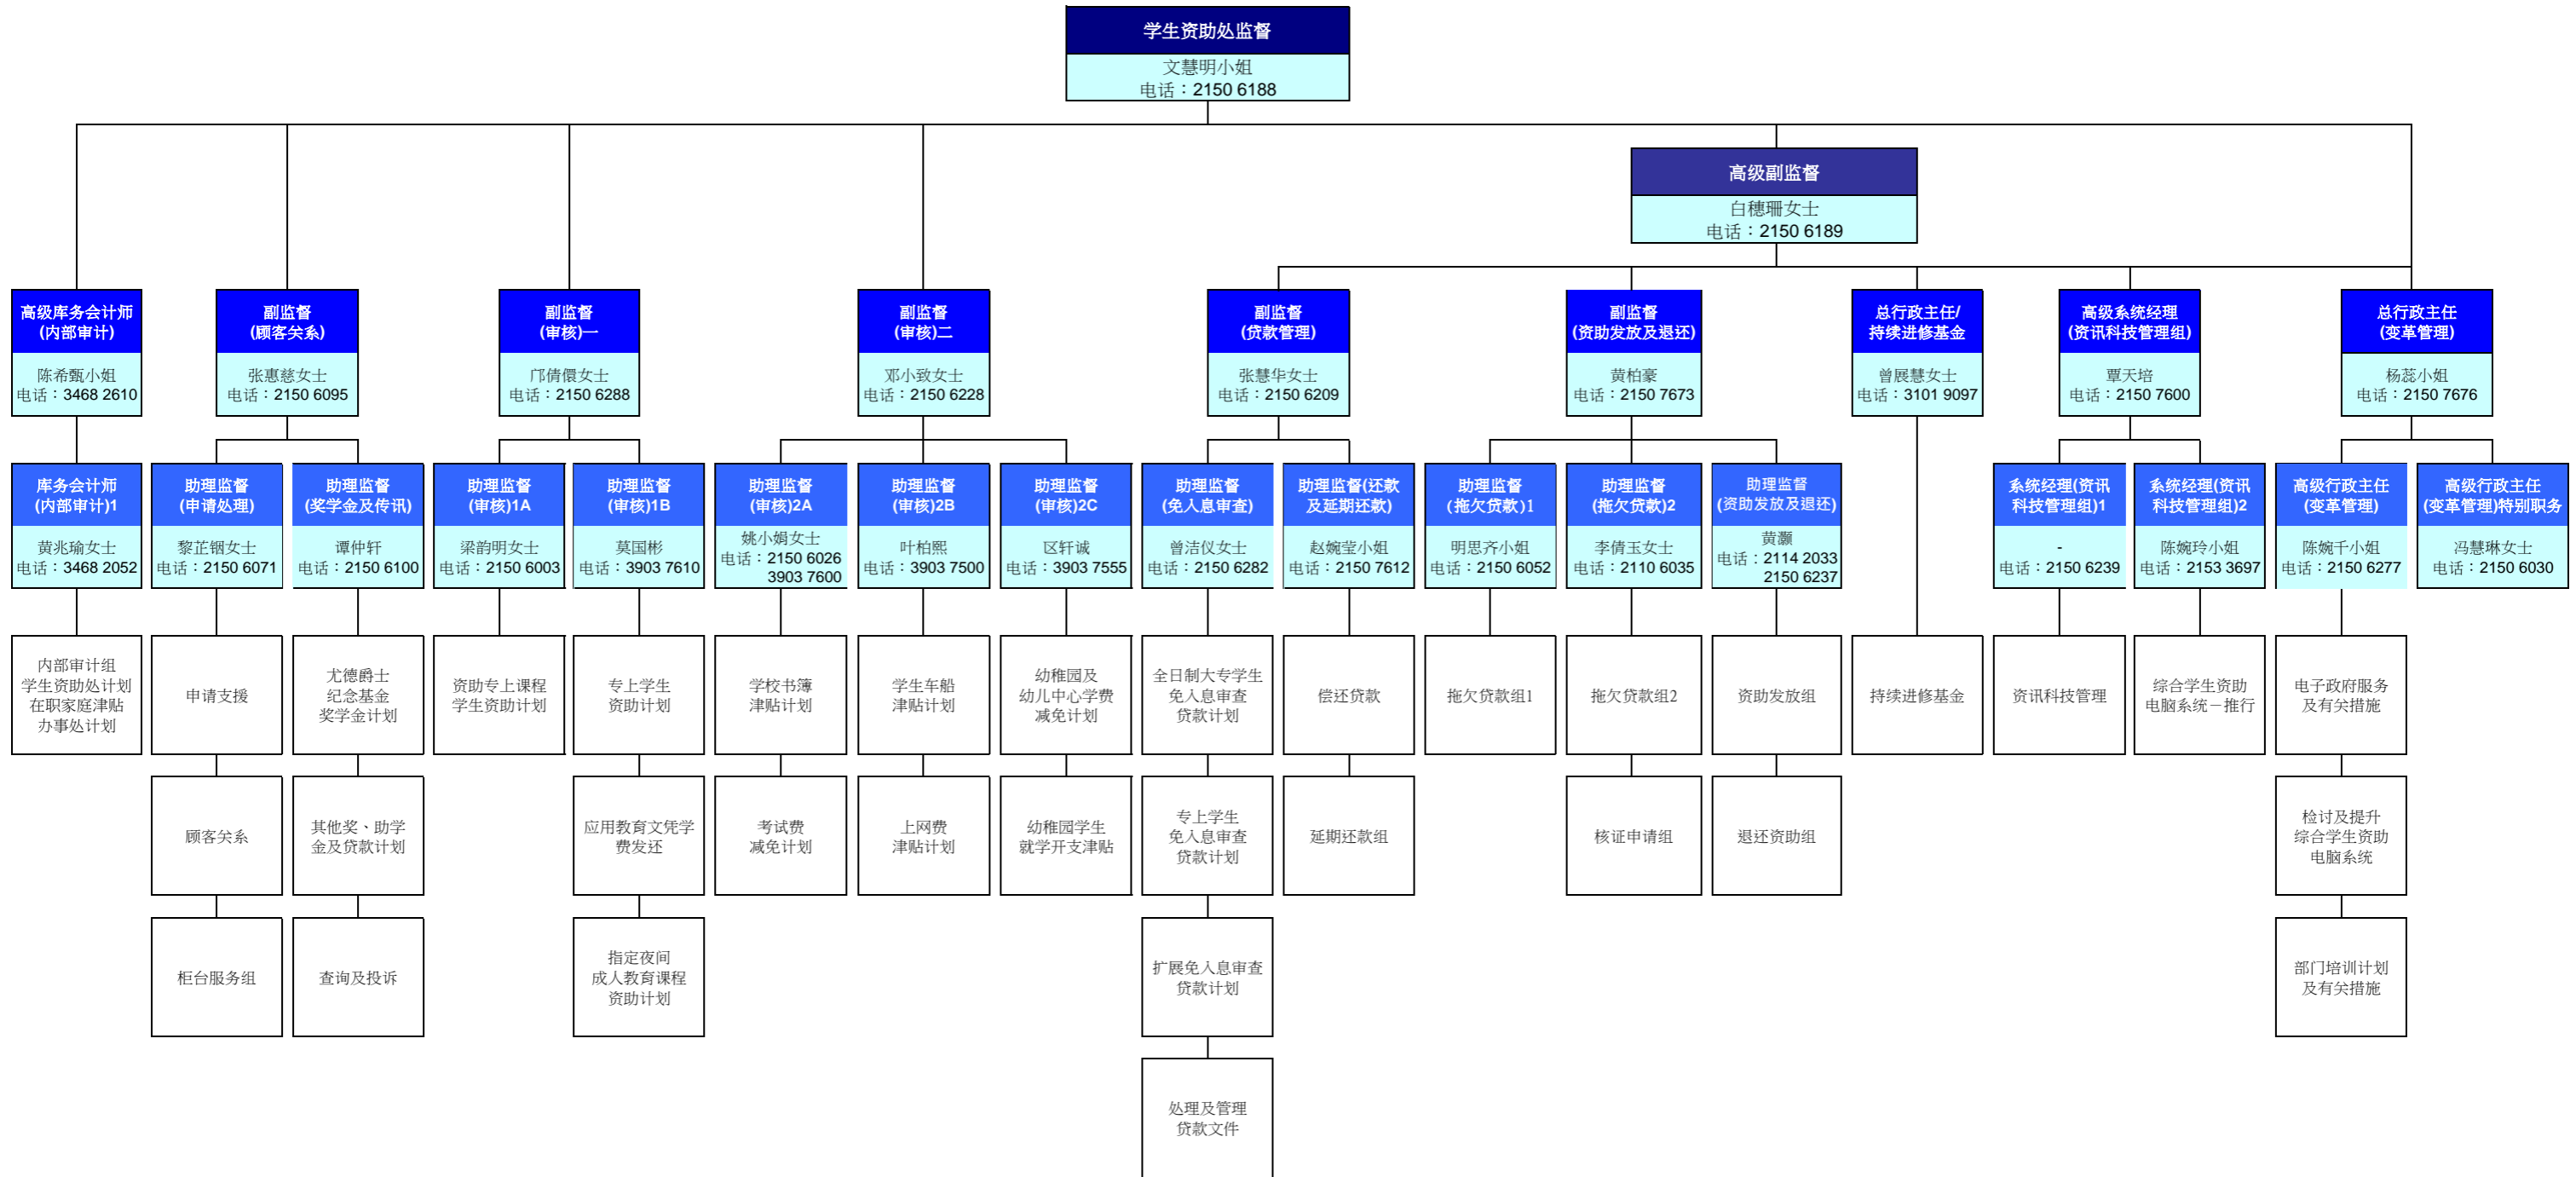 学生资助处监督
文慧明小姐
电话：2150 6188
高级副监督
白穗珊女士
电话：2150 6189
高级库务会计师
(内部审计)
陈希甄小姐
电话：3468 2610
副监督
(顾客关系)
张惠慈女士
电话：2150 6095
副监督
(审核)一
邝倩儇女士
电话：2150 6288
副监督
(审核)二
邓小致女士
电话：2150 6228
副监督
(贷款管理)
张慧华女士
电话：2150 6209
副监督
(资助发放及退还)
黄柏豪
电话：2150 7673
总行政主任/
持续进修基金
曾展慧女士
电话：3101 9097
高级系统经理
(资讯科技管理组)
覃天培
电话：2150 7600
总行政主任
(变革管理)
杨蕊小姐
电话：2150 7676
库务会计师
(内部审计)1
黄兆瑜女士
电话：3468 2052
助理监督
(申请处理)
黎芷铟女士
电话：2150 6071
助理监督
(奖学金及传讯)
谭仲轩
电话：2150 6100
助理监督
(审核)1A
梁韵明女士
电话：2150 6003
助理监督
(审核)1B
莫国彬
电话：3903 7610
助理监督
(审核)2A
姚小娟女士
电话：2150 6026
3903 7600
助理监督
(审核)2B
叶柏熙
电话：3903 7500
助理监督
(审核)2C
区轩诚
电话：3903 7555
助理监督
(免入息审查)
曾洁仪女士
电话：2150 6282
助理监督(还款
及延期还款)
赵婉莹小姐
电话：2150 7612
助理监督
(拖欠贷款)1
明思齐小姐
电话：2150 6052
助理监督
(拖欠贷款)2
李倩玉女士
电话：2110 6035
助理监督
(资助发放及退还)
黄灏
电话：2114 2033
2150 6237
系统经理(资讯
科技管理组)1
-
电话：2150 6239
系统经理(资讯
科技管理组)2
陈婉玲小姐
电话：2153 3697
高级行政主任
(变革管理)
陈婉千小姐
电话：2150 6277
高级行政主任
(变革管理)特别职务
冯慧琳女士
电话：2150 6030
内部审计组
学生资助处计划
在职家庭津贴
办事处计划
申请支援
尤德爵士
纪念基金
奖学金计划
资助专上课程
学生资助计划
专上学生
资助计划
学校书簿
津贴计划
学生车船
津贴计划
幼稚园及
幼儿中心学费
减免计划
全日制大专学生
免入息审查
贷款计划
偿还贷款
拖欠贷款组1
拖欠贷款组2
资助发放组
持续进修基金
资讯科技管理
综合学生资助
电脑系统－推行
电子政府服务
及有关措施
顾客关系
其他奖、助学
金及贷款计划
应用教育文凭学
费发还
考试费
减免计划
上网费
津贴计划
幼稚园学生
就学开支津贴
专上学生
免入息审查
贷款计划
延期还款组
核证申请组
退还资助组
检讨及提升
综合学生资助
电脑系统
柜台服务组
查询及投诉
指定夜间
成人教育课程
资助计划
扩展免入息审查
贷款计划
部门培训计划
及有关措施
处理及管理
贷款文件